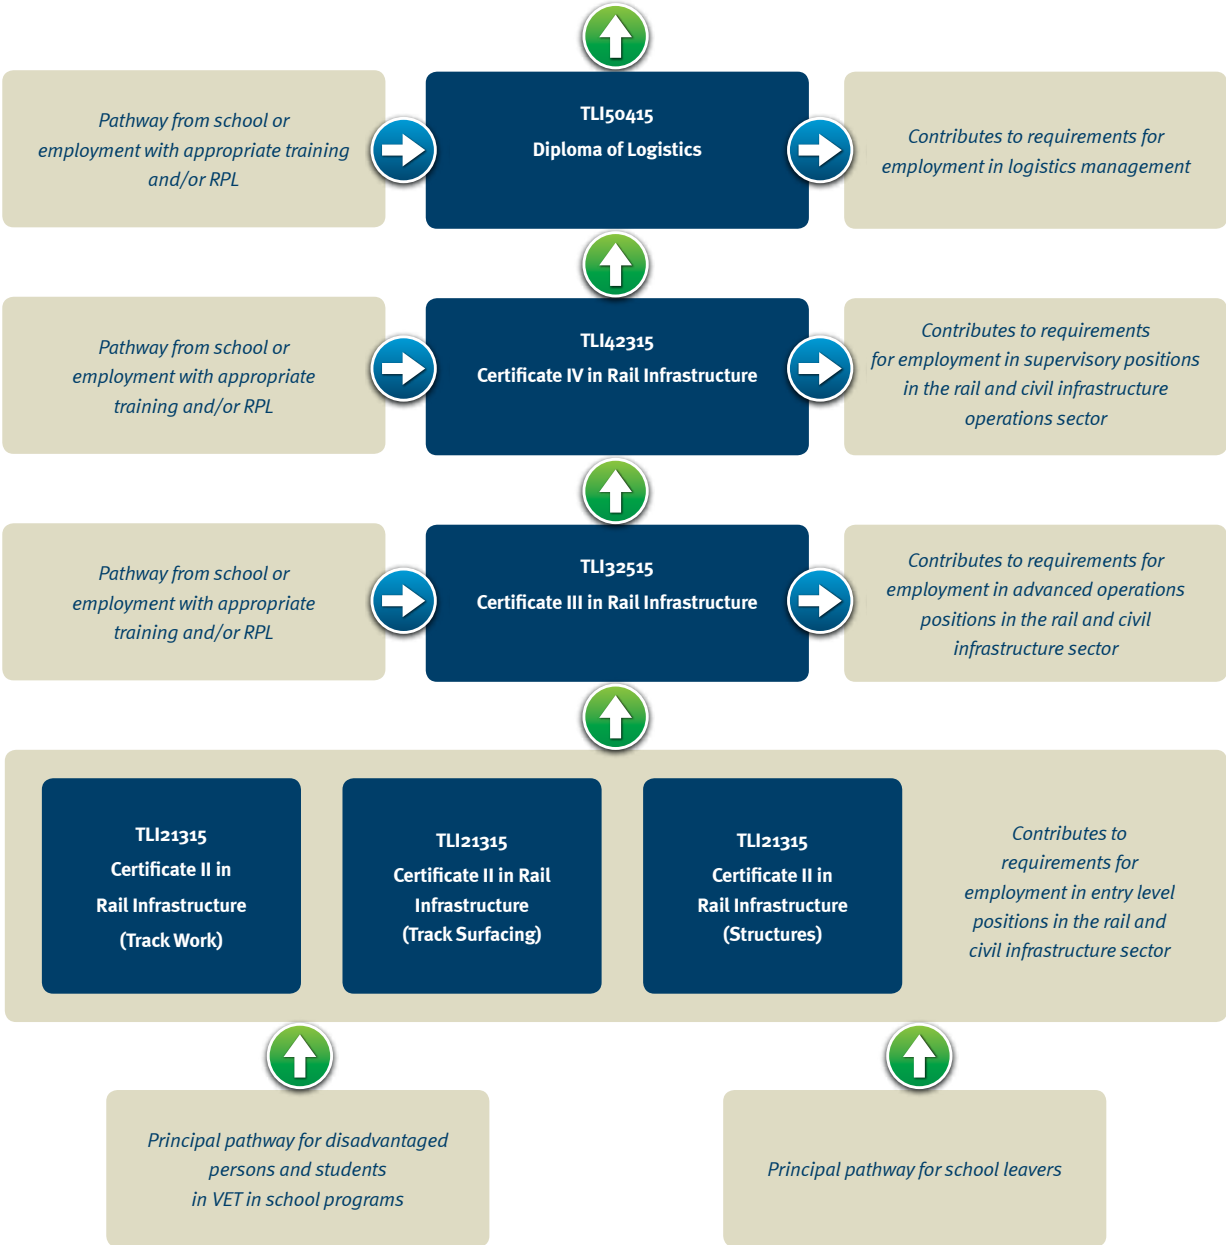 Pathway from school or
employment with appropriate training
and/or RPL
TLI50415
Diploma of Logistics
Contributes to requirements for
employment in logistics management
Pathway from school or
employment with appropriate
training and/or RPL
TLI42315
Certificate IV in Rail Infrastructure
Contributes to requirements
for employment in supervisory positions
in the rail and civil infrastructure
operations sector
Pathway from school or
employment with appropriate
training and/or RPL
TLI32515
Certificate III in Rail Infrastructure
Contributes to requirements for
employment in advanced operations
positions in the rail and civil
infrastructure sector
TLI21315
Certificate II in
Rail Infrastructure
(Track Work)
TLI21315
Certificate II in Rail
Infrastructure
(Track Surfacing)
TLI21315
Certificate II in
Rail Infrastructure
(Structures)
Contributes to
requirements for
employment in entry level
positions in the rail and
civil infrastructure sector
Principal pathway for disadvantaged
persons and students
in VET in school programs
Principal pathway for school leavers